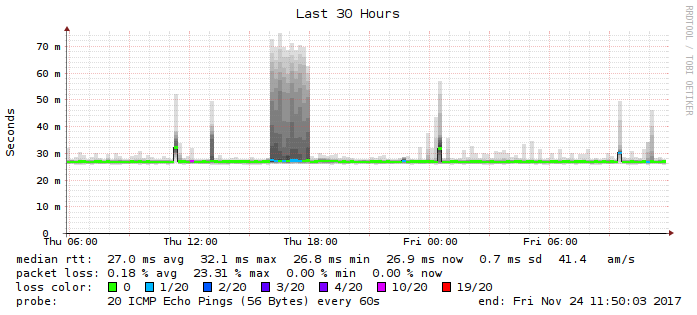 Last 30 Hours
RRDTOOL / TOBI OETIKER
Seconds
70 m
60 m
50 m
40 m
30 m
20 m
10 m
0
Thu 06:00 Thu 12:00 Thu 18:00 Fri 00:00 Fri 06:00
median rtt: 27.0 ms avg 32.1 ms max 26.8 ms min 26.9 ms now 0.7 ms sd 41.4 am/s
packet loss: 0.18 % avg 23.31 % max 0.00 % min 0.00 % now
loss color: 0 1/20 2/20 3/20 4/20 10/20 19/20
probe: 20 ICMP Echo Pings (56 Bytes) every 60s end: Fri Nov 24 11:50:03 2017